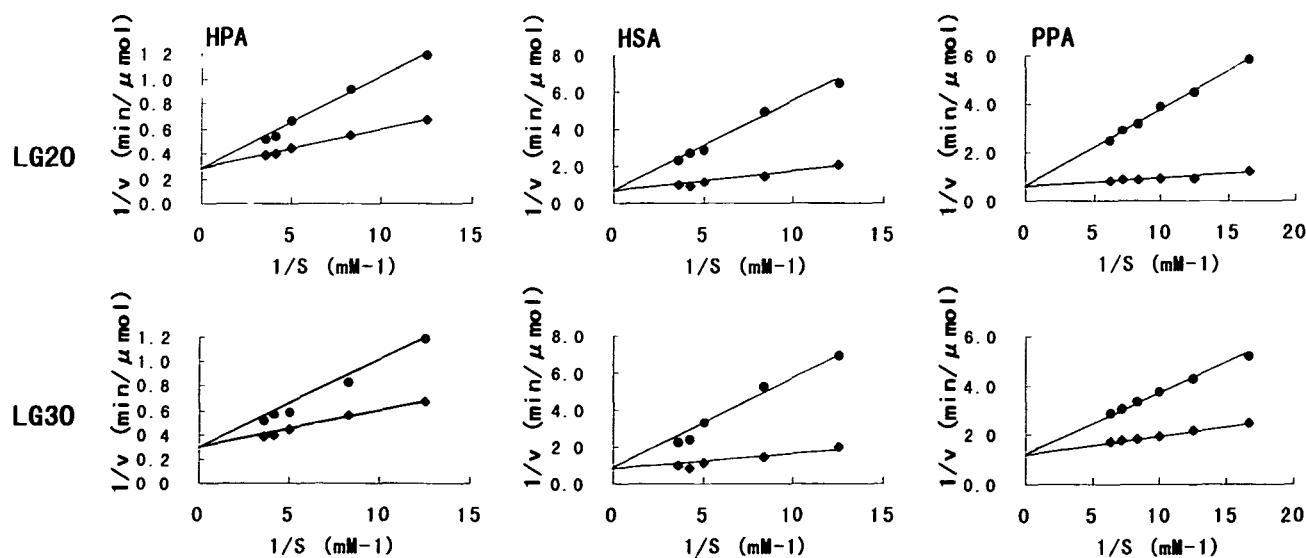 LG20
HPA
1/v (min/μmol)
1 2
1.0
0.8
0.6
0.4
0 2
0.0
0 5 10 15
1/S (mM-1)
HSA
1/v (min/μmol)
8 0
6.0
4.0
2.0
0 0
0 5 10 15
1/S (mM-1)
PPA
1/v (min/μmol)
6 0
4 0
2 0
0 0
0 5 10 15 20
1/S (mM-1)
LG30
1/v (min/μmol)
1.2
1.0
0.8
0.6
0 4
0.2
0.0
0 5 10 15
1/S (mM-1)
1/v (min/μmol)
8.0
6.0
4.0
2.0
0.0
0 5 10 15
1/S (mM-1)
1/v (min/μmol)
6.0
4.0
2 0
0.0
0 5 10 15 20
1/S (mM-1)